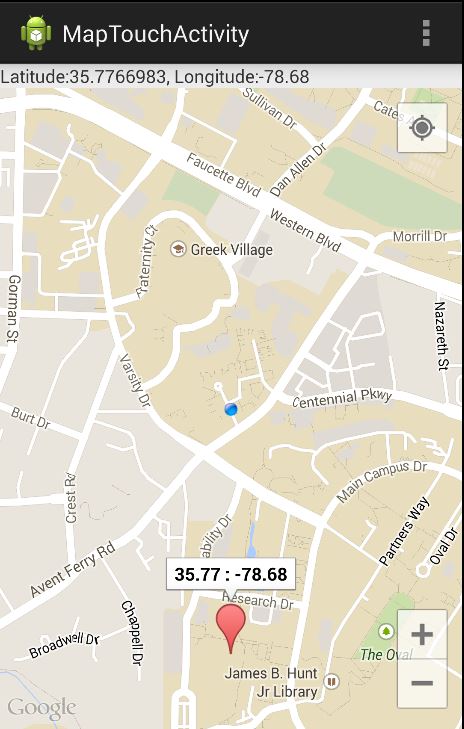 MapTouchActivity
Latitude:35.7766983, Longitude:-78.68
Sullivan Dr
Cates A
Faucette Blvd
Dan Allen Dr
Western Blvd
Morrill Dr
Fraternity Ct
Greek Village
Gorman St
Nazareth St
Varsity Dr
Centennial Pkwy
Burt Dr
Main Campus Dr
Crest Rd
Partners Way
Oval Dr
ability Dr
Avent Ferry Rd
35.77 : -78.68
Research Dr
Chappell Dr
Broadwell Dr
The Oval
James B. Hunt
Jr Library
Google